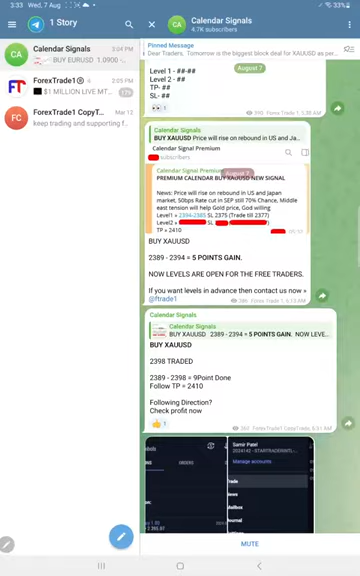 3:33 Wed, 7 Aug
33%
1 Story
Calendar Signals
4.7K subscribers
CA
Calendar Signals
3:04 PM
BUY EURUSD 1.0900 -
ForexTrade1
2:05 PM
$1 MILLION LIVE MT
FC
ForexTrade1 CopyT...
Mar 12
keep trading and supporting f
Pinned Message
Dear Traders, Tomorrow is the biggest block deal for XAUUSD as per
August 7
Level 1 - ##-##
Level 2 - ##
TP- ##
SL- ##
1
Calendar Signals
BUY XAUUSD Price will rise on rebound in US and Ja...
Calendar Signal Premium
subscribers
August 7
PREMIUM CALENDAR BUY XAUUSD NEW SIGNAL
News: Price will rise on rebound in US and Japan
market, 50bps Rate cut in SEP still 70% Chance, Middle
east tension will help Gold price, God willing
Level1 = 2394-2385 SL 2375 (Trade till 2377)
Level2 =
SL
TP = 2410
BUY XAUUSD
2389 - 2394 = 5 POINTS GAIN.
NOW LEVELS ARE OPEN FOR THE FREE TRADERS.
If you want levels in advance then contact us now »
@ftrade1
Calendar Signals
Calendar Signals
BUY XAUUSD 2389 - 2394 = 5 POINTS GAIN. NOW LEVE...
BUY XAUUSD
2398 TRADED
2389 - 2398 = 9Point Done
Follow TP = 2410
Following Direction?
Check profit now
1
ORDERS
Samir Patel
Manage accounts
MUTE